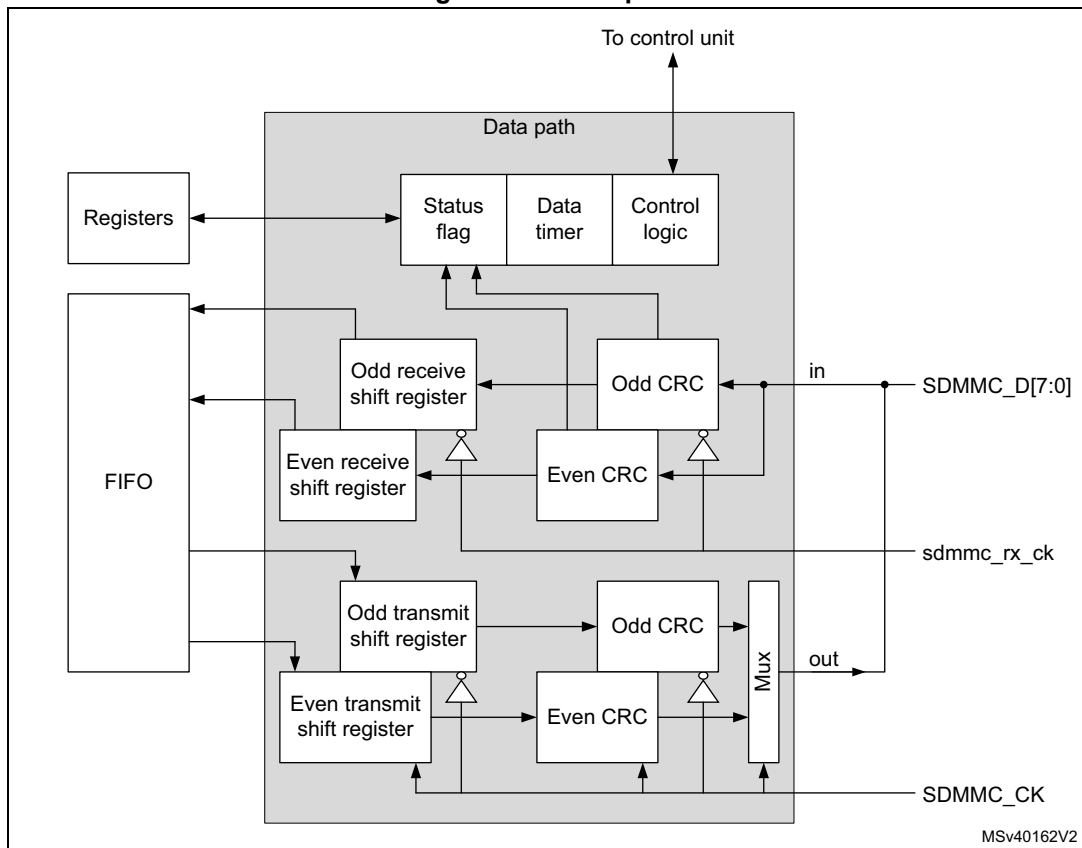 To control unit
Data path
Registers
Status
flag
Data
timer
Control
logic
FIFO
Odd receive
shift register
Odd CRC
in
SDMMC_D[7:0]
Even receive
shift register
Even CRC
sdmmc_rx_ck
Odd transmit
shift register
Odd CRC
Mux
out
Even transmit
shift register
Even CRC
SDMMC_CK
MSv40162V2